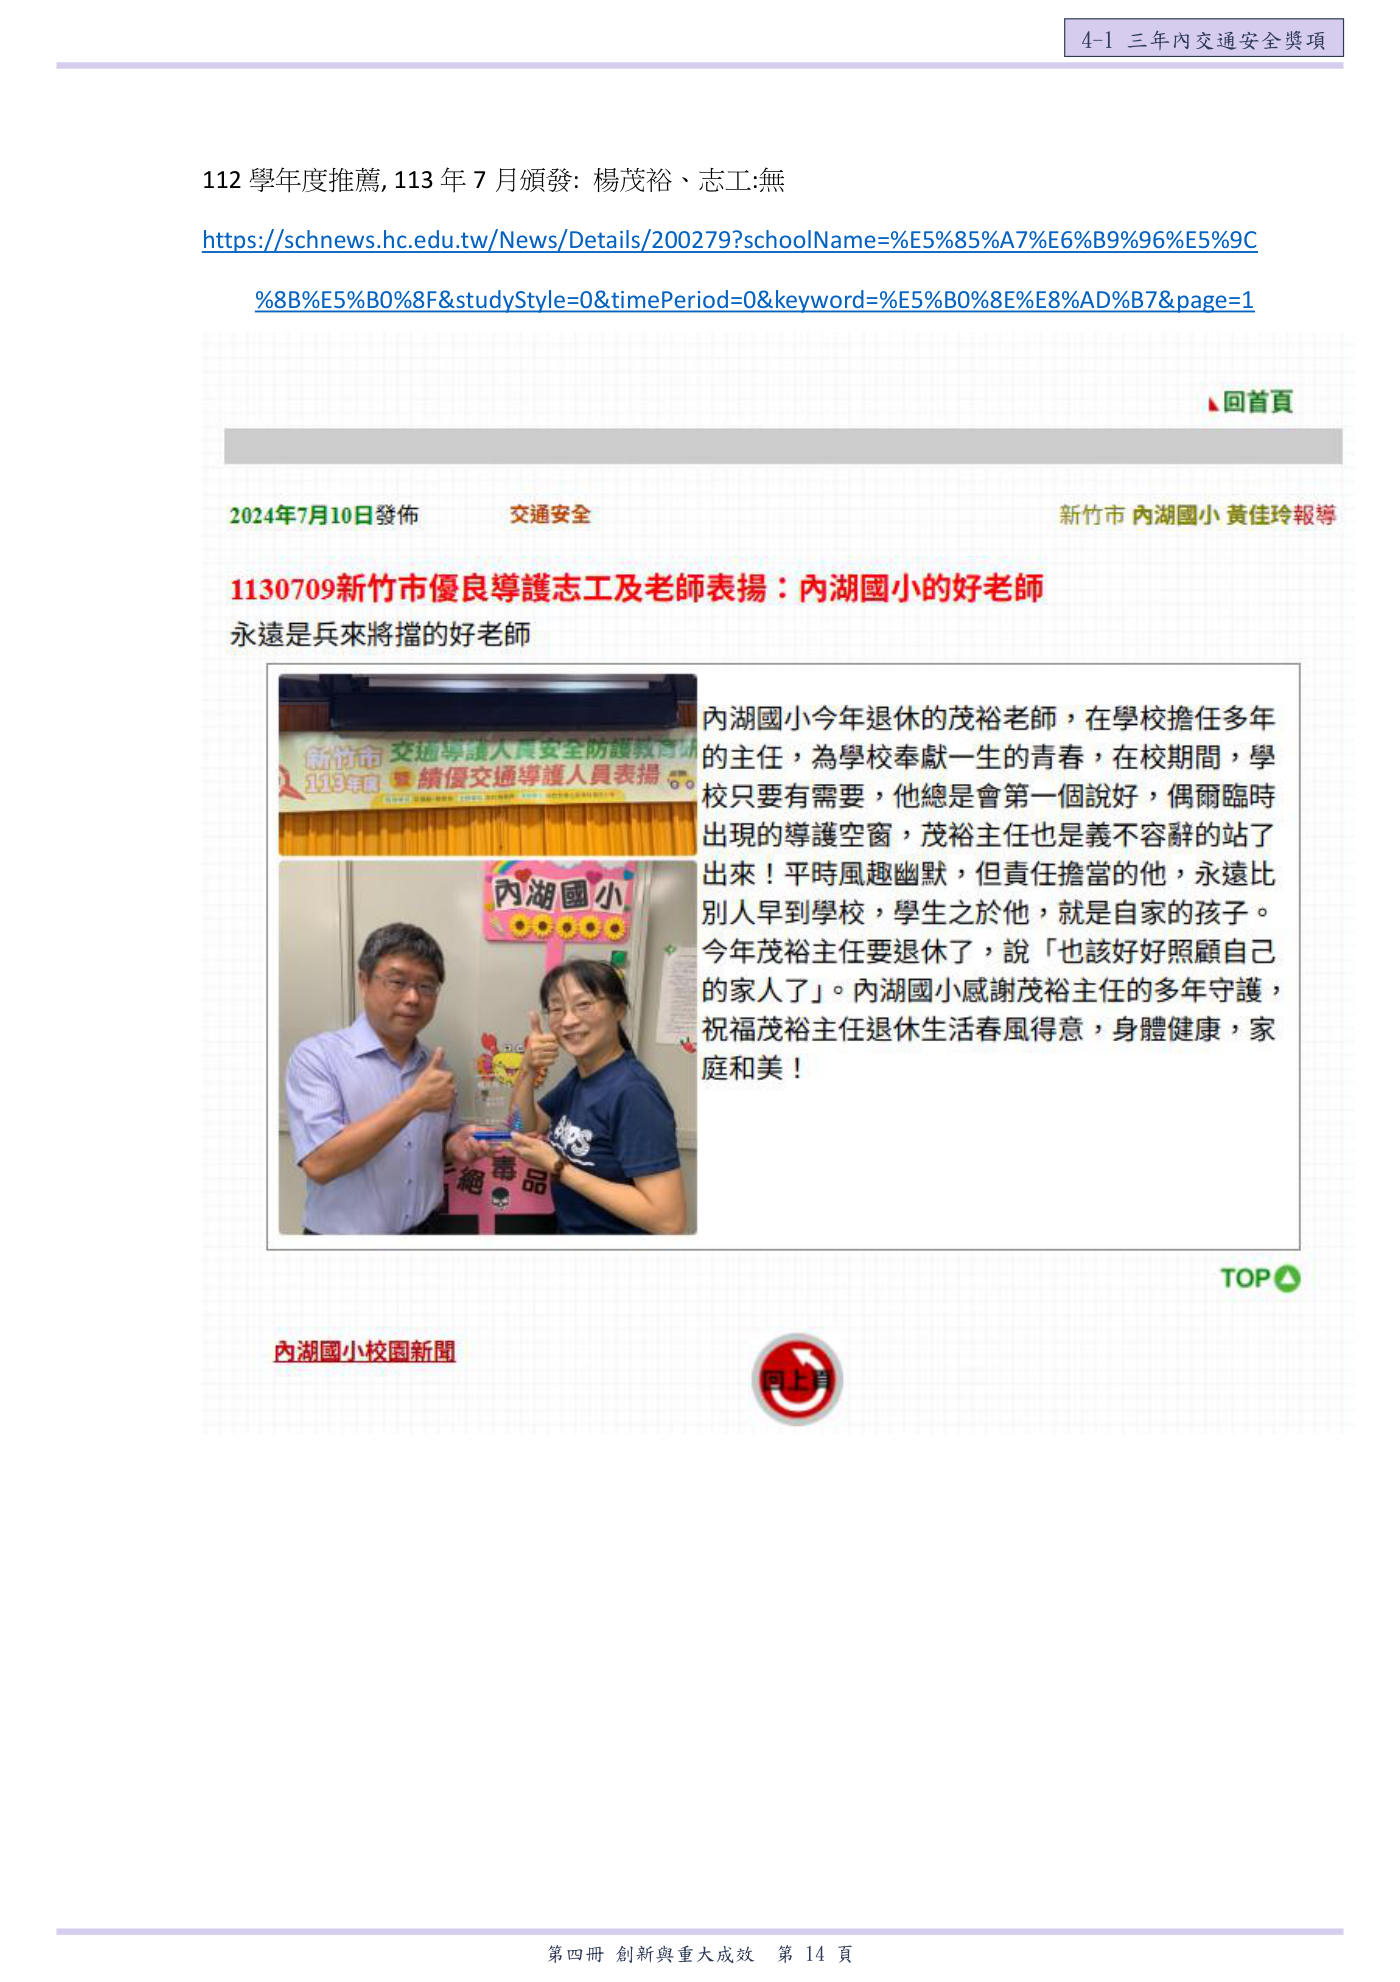 4-1 三年內交通安全獎項
112 學年度推薦, 113 年 7 月頒發: 楊茂裕、志工:無
https://schnews.hc.edu.tw/News/Details/200279?schoolName=%E5%85%A7%E6%B9%96%E5%9C
%8B%E5%B0%8F&studyStyle=0&timePeriod=0&keyword=%E5%B0%8E%E8%AD%B7&page=1
回首頁
2024年7月10日發佈 交通安全 新竹市 內湖國小 黃佳玲報導
1130709新竹市優良導護志工及老師表揚：內湖國小的好老師
永遠是兵來將擋的好老師
新竹市 交通導護人員安全防護教育研
113年度 暨 績優交通導護人員表揚
內湖國小
絕毒品
內湖國小今年退休的茂裕老師，在學校擔任多年
的主任，為學校奉獻一生的青春，在校期間，學
校只要有需要，他總是會第一個說好，偶爾臨時
出現的導護空窗，茂裕主任也是義不容辭的站了
出來！平時風趣幽默，但責任擔當的他，永遠比
別人早到學校，學生之於他，就是自家的孩子。
今年茂裕主任要退休了，說「也該好好照顧自己
的家人了」。內湖國小感謝茂裕主任的多年守護，
祝福茂裕主任退休生活春風得意，身體健康，家
庭和美！
TOP
內湖國小校園新聞
回上頁
第四冊 創新與重大成效 第 14 頁